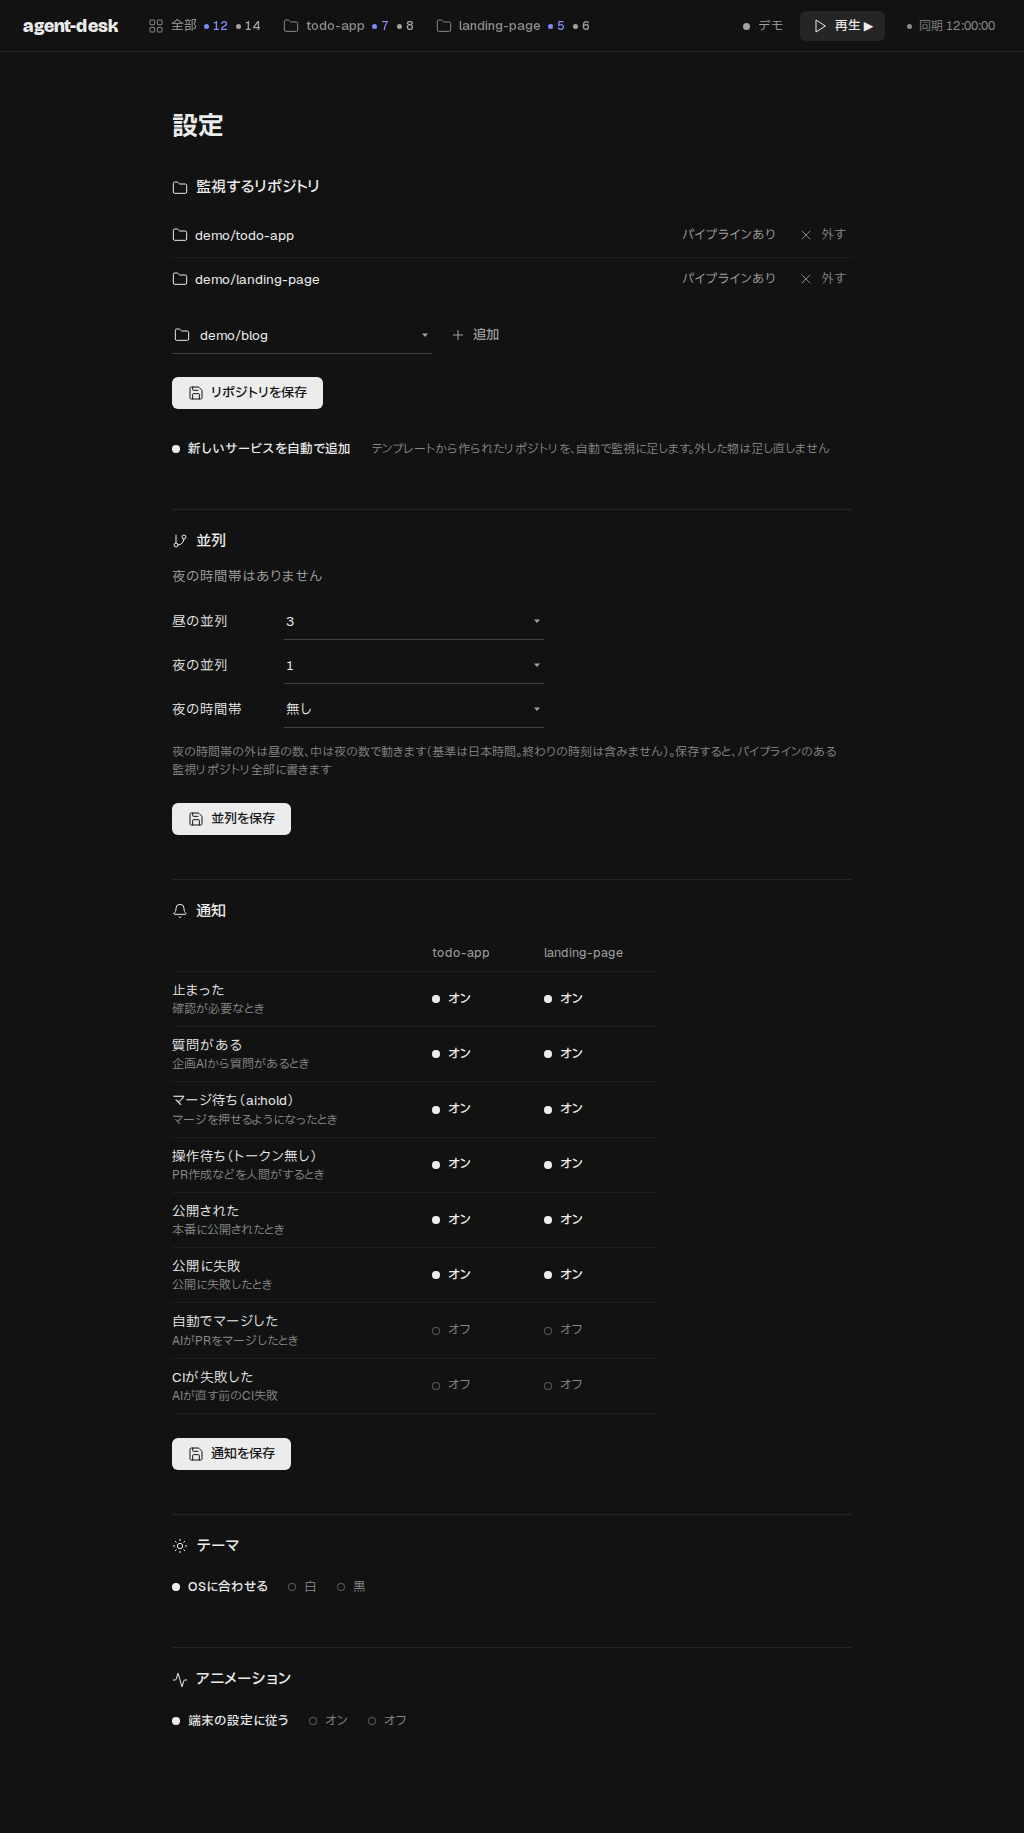 agent-desk 全部 12 14 todo-app 7 8 landing-page 5 6 デモ 再生 ▶ 同期 12:00:00
設定
監視するリポジトリ
demo/todo-app パイプラインあり 外す
demo/landing-page パイプラインあり 外す
demo/blog 追加
リポジトリを保存
新しいサービスを自動で追加 テンプレートから作られたリポジトリを、自動で監視に足します。外した物は足し直しません
並列
夜の時間帯はありません
昼の並列 3
夜の並列 1
夜の時間帯 無し
夜の時間帯の外は昼の数、中は夜の数で動きます（基準は日本時間。終わりの時刻は含みません）。保存すると、パイプラインのある
監視リポジトリ全部に書きます
並列を保存
通知
todo-app landing-page
止まった
確認が必要なとき
オン オン
質問がある
企画AIから質問があるとき
オン オン
マージ待ち（ai:hold）
マージを押せるようになったとき
オン オン
操作待ち（トークン無し）
PR作成などを人間がするとき
オン オン
公開された
本番に公開されたとき
オン オン
公開に失敗
公開に失敗したとき
オン オン
自動でマージした
AIがPRをマージしたとき
オフ オフ
CIが失敗した
AIが直す前のCI失敗
オフ オフ
通知を保存
テーマ
OSに合わせる 白 黒
アニメーション
端末の設定に従う オン オフ